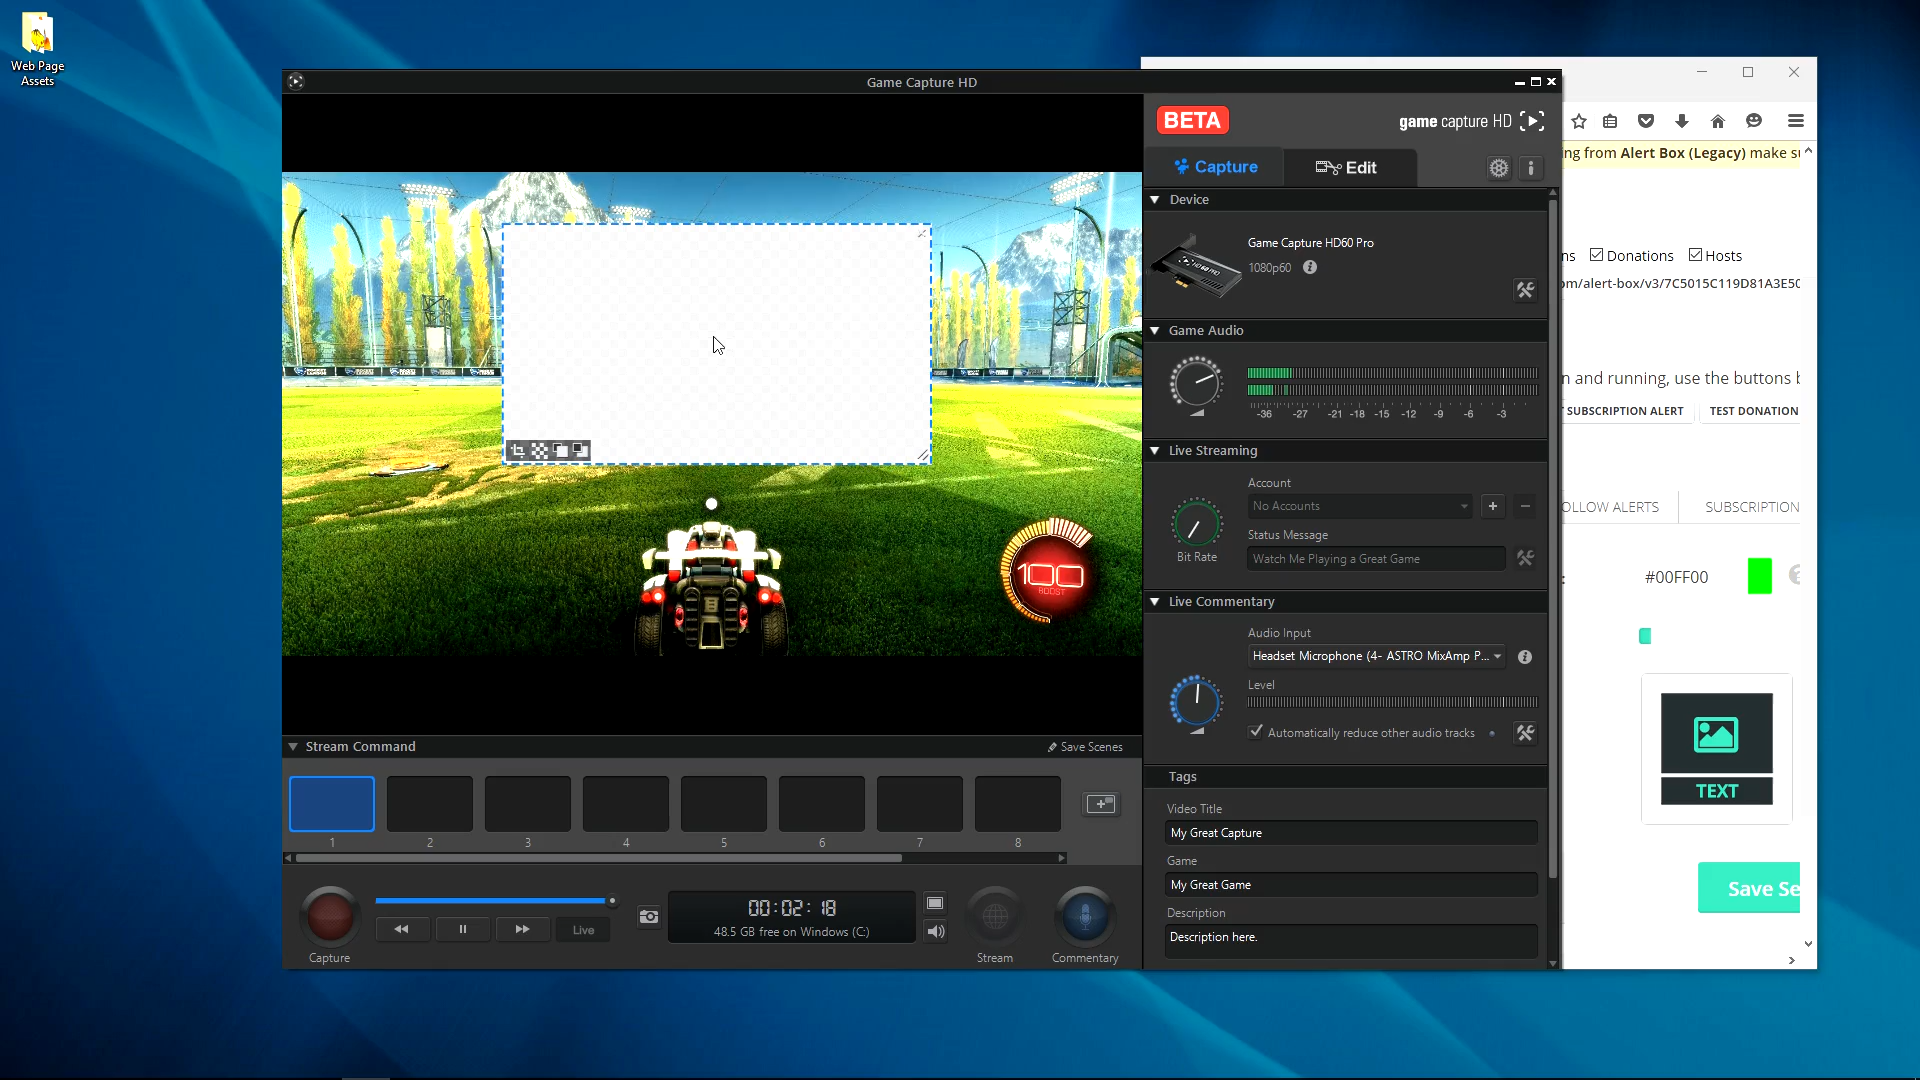 Web Page
Assets
Game Capture HD
BETA
game capture HD
Capture
Edit
Device
Game Capture HD60 Pro
1080p60
Game Audio
-36 -27 -21 -18 -15 -12 -9 -6 -3
Live Streaming
Account
No Accounts
Status Message
Bit Rate
Watch Me Playing a Great Game
Live Commentary
Audio Input
Headset Microphone (4- ASTRO MixAmp P...
Level
Automatically reduce other audio tracks
Tags
Video Title
My Great Capture
Game
My Great Game
Description
Description here.
100
BOOST
Stream Command
Save Scenes
1 2 3 4 5 6 7 8
00:02:18
48.5 GB free on Windows (C:)
Live
Capture
Stream
Commentary
ing from Alert Box (Legacy) make su
ns Donations Hosts
om/alert-box/v3/7C5015C119D81A3E50
n and running, use the buttons b
SUBSCRIPTION ALERT TEST DONATION
OLLOW ALERTS SUBSCRIPTION
: #00FF00
TEXT
Save Se